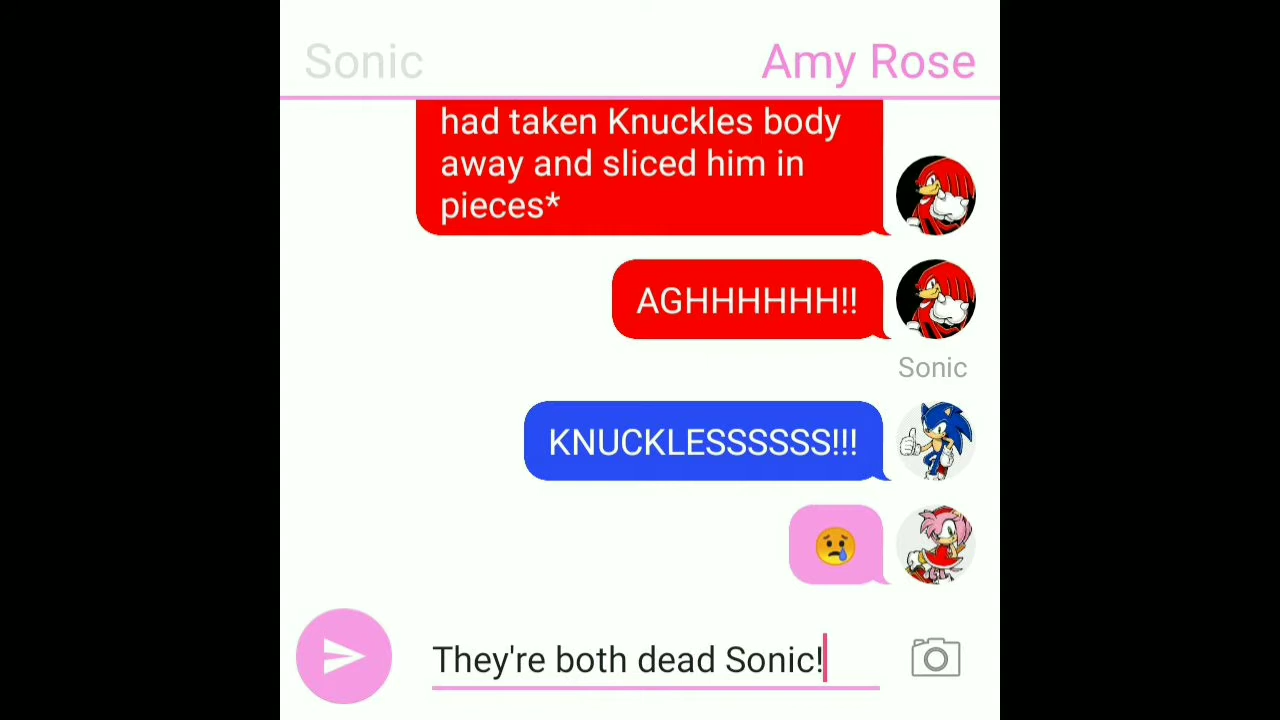 Sonic
Amy Rose
had taken Knuckles body
away and sliced him in
pieces*
AGHHHHHH!!
Sonic
KNUCKLESSSSSS!!!
😢
They're both dead Sonic!